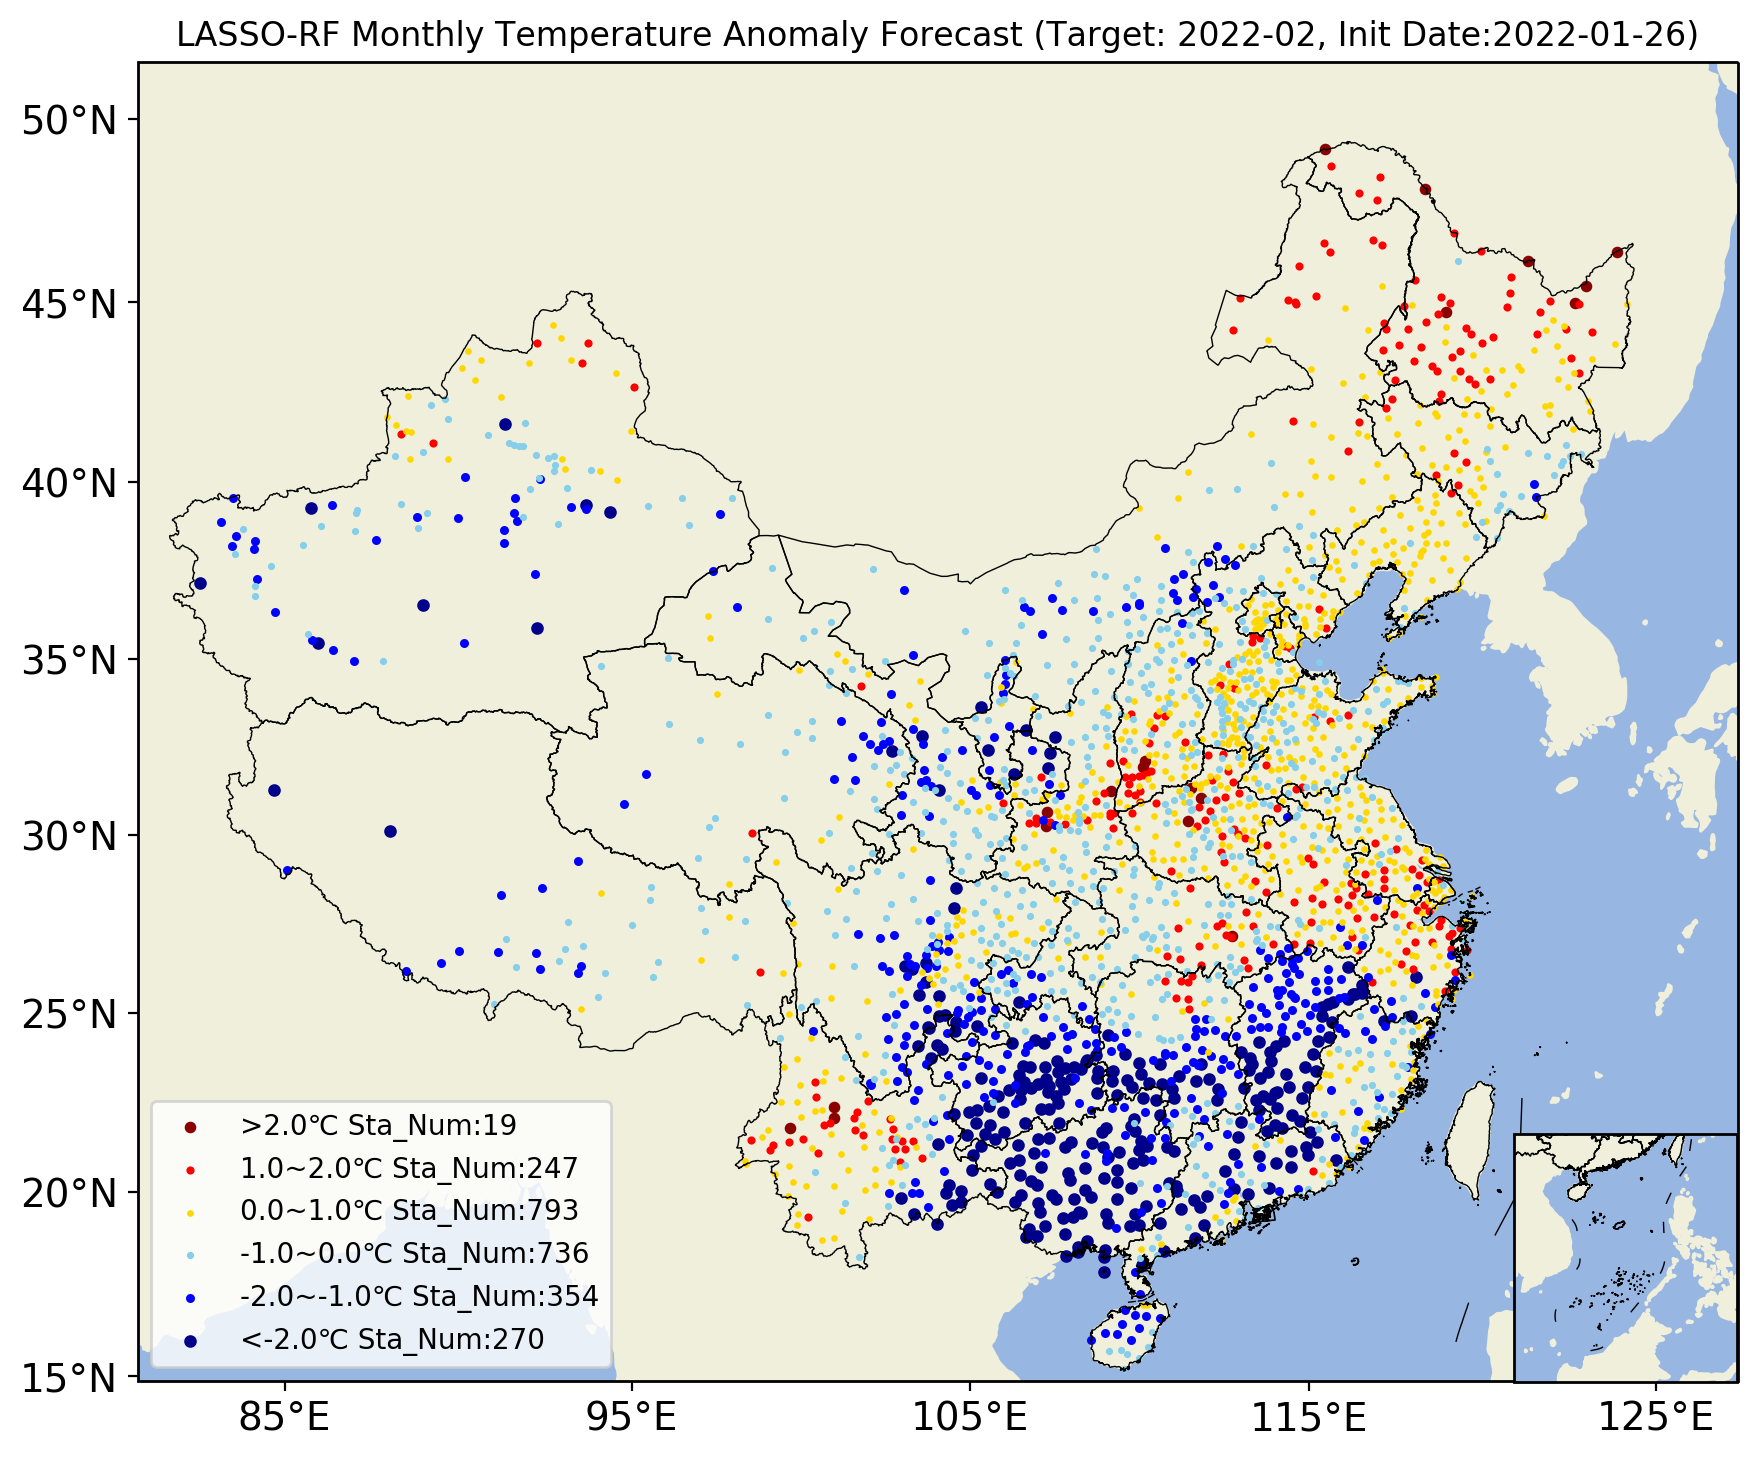 LASSO-RF Monthly Temperature Anomaly Forecast (Target: 2022-02, Init Date:2022-01-26)
50°N
45°N
40°N
35°N
30°N
25°N
20°N
15°N
>2.0℃ Sta_Num:19
1.0~2.0℃ Sta_Num:247
0.0~1.0℃ Sta_Num:793
-1.0~0.0℃ Sta_Num:736
-2.0~-1.0℃ Sta_Num:354
<-2.0℃ Sta_Num:270
85°E
95°E
105°E
115°E
125°E